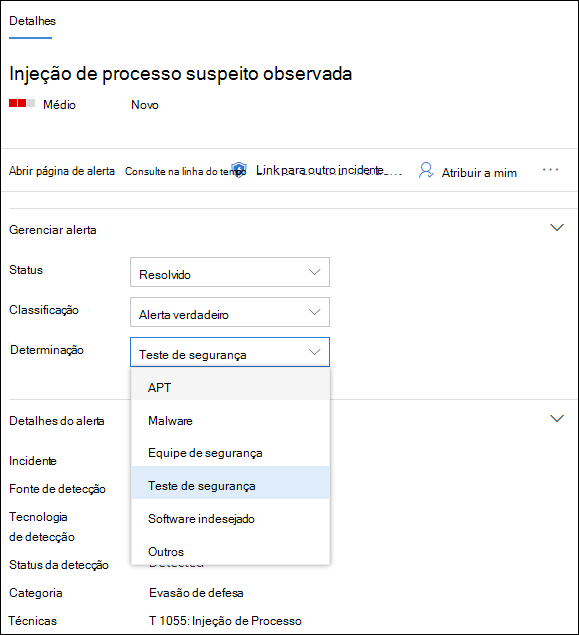 Detalhes
Injeção de processo suspeito observada
Médio Novo
Abrir página de alerta Consulte na linha do tempo Link para outro incidente Atribuir a mim ...
Gerenciar alerta
Status Resolvido
Classificação Alerta verdadeiro
Determinação Teste de segurança
APT
Detalhes do alerta Malware
Incidente Equipe de segurança
Fonte de detecção Teste de segurança
Tecnologia
de detecção Software indesejado
Outros
Status da detecção Detected
Categoria Evasão de defesa
Técnicas T 1055: Injeção de Processo